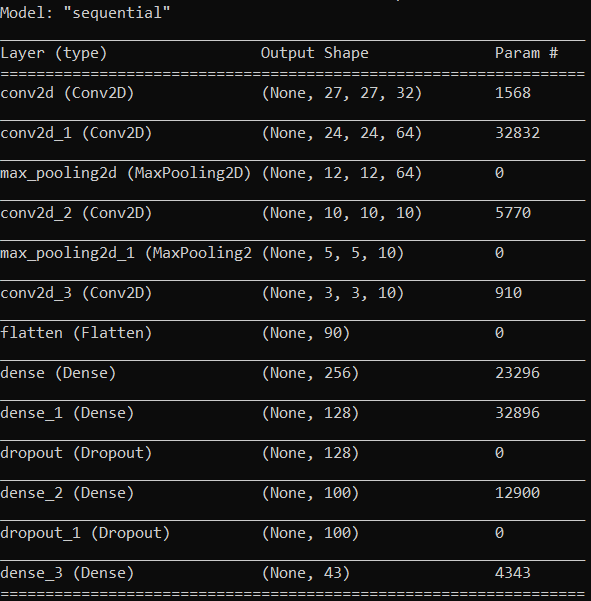 Model: "sequential"
Layer (type) Output Shape Param #
conv2d (Conv2D) (None, 27, 27, 32) 1568
conv2d_1 (Conv2D) (None, 24, 24, 64) 32832
max_pooling2d (MaxPooling2D) (None, 12, 12, 64) 0
conv2d_2 (Conv2D) (None, 10, 10, 10) 5770
max_pooling2d_1 (MaxPooling2 (None, 5, 5, 10) 0
conv2d_3 (Conv2D) (None, 3, 3, 10) 910
flatten (Flatten) (None, 90) 0
dense (Dense) (None, 256) 23296
dense_1 (Dense) (None, 128) 32896
dropout (Dropout) (None, 128) 0
dense_2 (Dense) (None, 100) 12900
dropout_1 (Dropout) (None, 100) 0
dense_3 (Dense) (None, 43) 4343